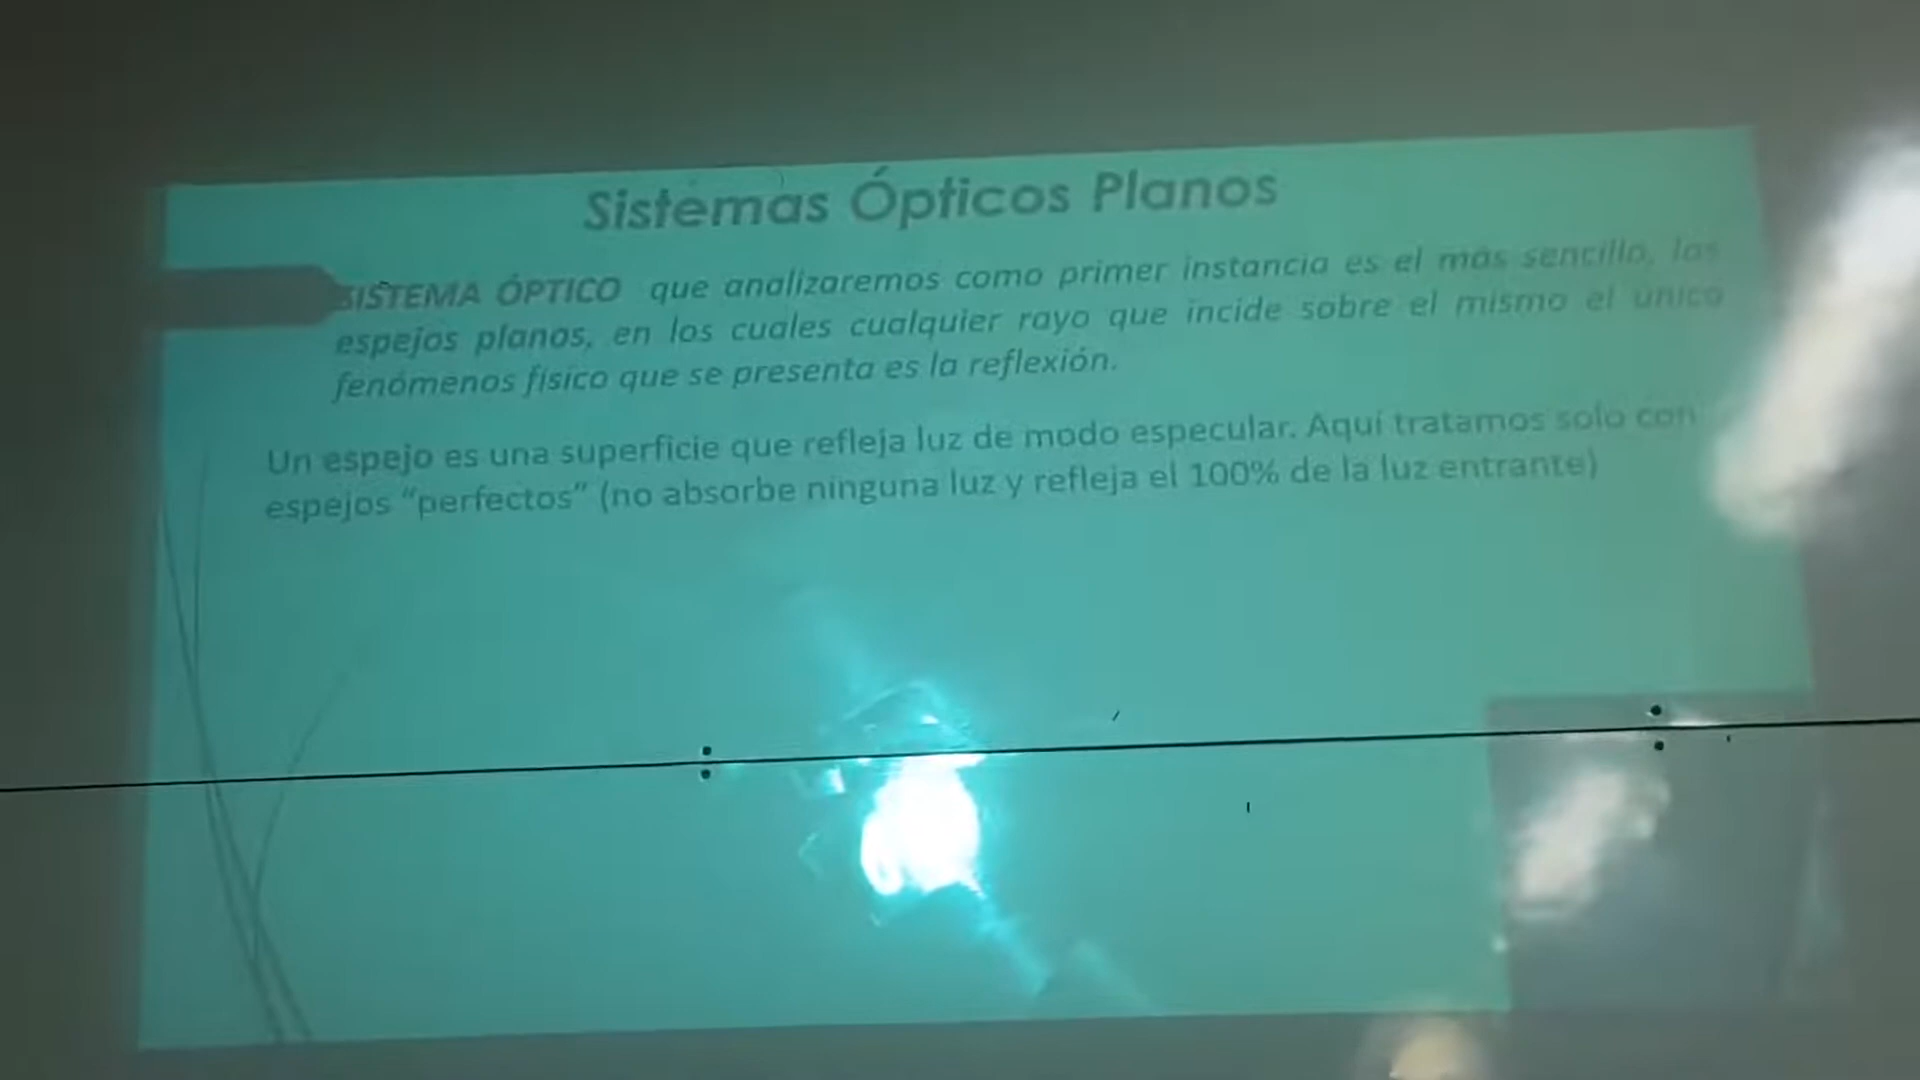 Sistemas Ópticos Planos
SISTEMA ÓPTICO que analizaremos como primer instancia es el más sencillo, los
espejos planos, en los cuales cualquier rayo que incide sobre el mismo el único
fenómenos físico que se presenta es la reflexión.
Un espejo es una superficie que refleja luz de modo especular. Aquí tratamos solo con
espejos "perfectos" (no absorbe ninguna luz y refleja el 100% de la luz entrante)